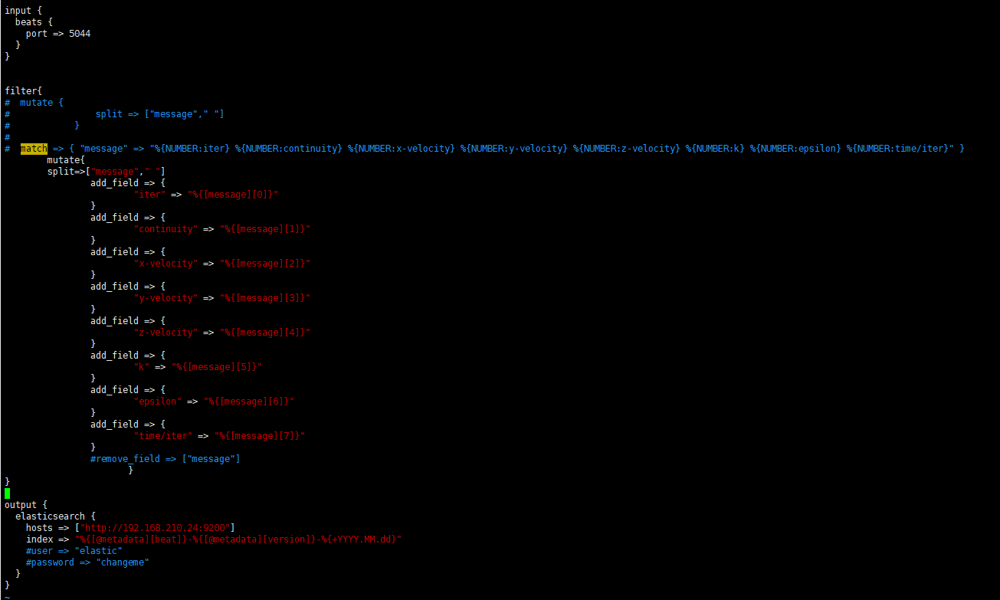 input {
  beats {
    port => 5044
  }
}
filter{
#  mutate {
#                split => ["message"," "]
#            }
#
#  match => { "message" => "%{NUMBER:iter} %{NUMBER:continuity} %{NUMBER:x-velocity} %{NUMBER:y-velocity} %{NUMBER:z-velocity} %{NUMBER:k} %{NUMBER:epsilon} %{NUMBER:time/iter}" }
        mutate{
        split=>["message"," "]
                add_field => {
                        "iter" => "%{[message][0]}"
                }
                add_field => {
                        "continuity" => "%{[message][1]}"
                }
                add_field => {
                        "x-velocity" => "%{[message][2]}"
                }
                add_field => {
                        "y-velocity" => "%{[message][3]}"
                }
                add_field => {
                        "z-velocity" => "%{[message][4]}"
                }
                add_field => {
                        "k" => "%{[message][5]}"
                }
                add_field => {
                        "epsilon" => "%{[message][6]}"
                }
                add_field => {
                        "time/iter" => "%{[message][7]}"
                }
                #remove_field => ["message"]
                       }
}
output {
  elasticsearch {
    hosts => ["http://192.168.210.24:9200"]
    index => "%{[@metadata][beat]}-%{[@metadata][version]}-%{+YYYY.MM.dd}"
    #user => "elastic"
    #password => "changeme"
  }
}
~